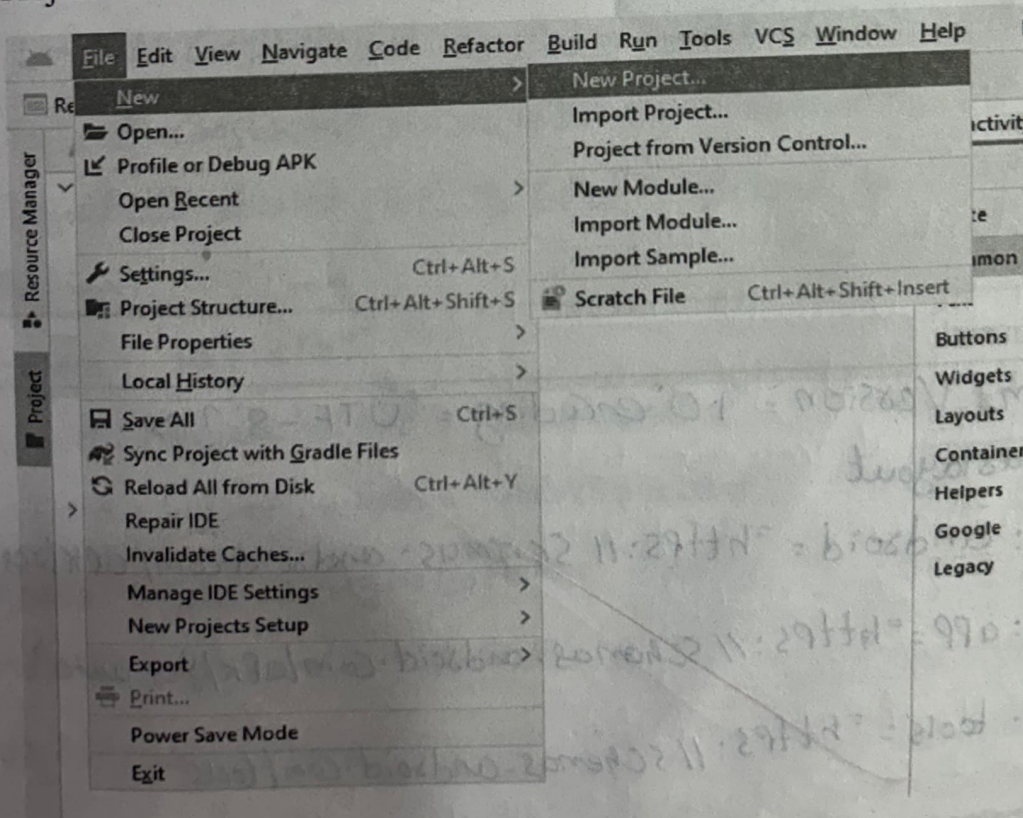 File Edit View Navigate Code Refactor Build Run Tools VCS Window Help
Re
New
Open...
Profile or Debug APK
Open Recent
Close Project
Settings... Ctrl+Alt+S
Project Structure... Ctrl+Alt+Shift+S
File Properties
Local History
Save All Ctrl+S
Sync Project with Gradle Files
Reload All from Disk Ctrl+Alt+Y
Repair IDE
Invalidate Caches...
Manage IDE Settings
New Projects Setup
Export
Print...
Power Save Mode
Exit
New Project...
Import Project...
Project from Version Control...
New Module...
Import Module...
Import Sample...
Scratch File Ctrl+Alt+Shift+Insert
Resource Manager
Project
Buttons
Widgets
Layouts
Container
Helpers
Google
Legacy